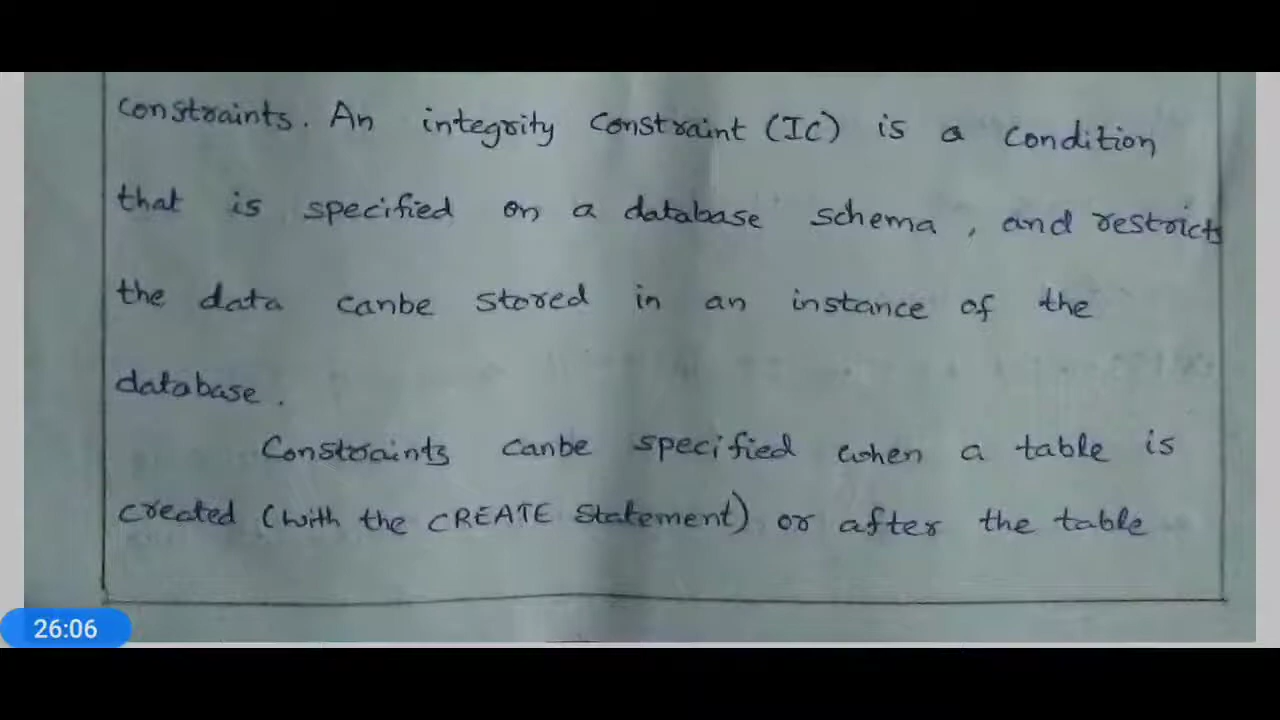 constraints. An integrity constraint (IC) is a condition
that is specified on a database schema, and restricts
the data canbe stored in an instance of the
database.
Constraints canbe specified when a table is
created (with the CREATE statement) or after the table
26:06